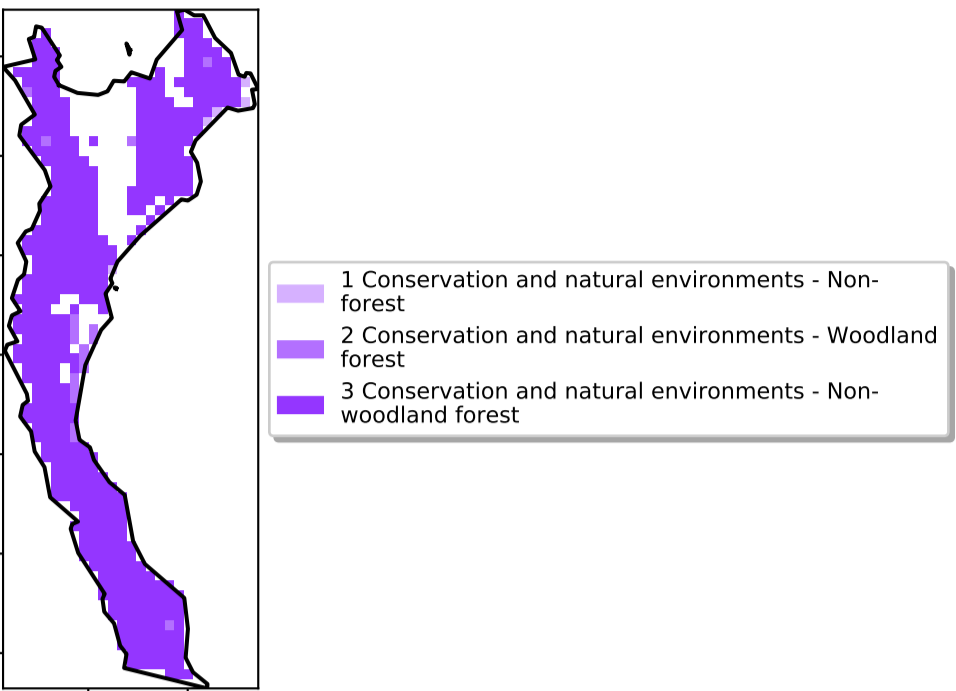 1 Conservation and natural environments - Non-
forest
2 Conservation and natural environments - Woodland
forest
3 Conservation and natural environments - Non-
woodland forest